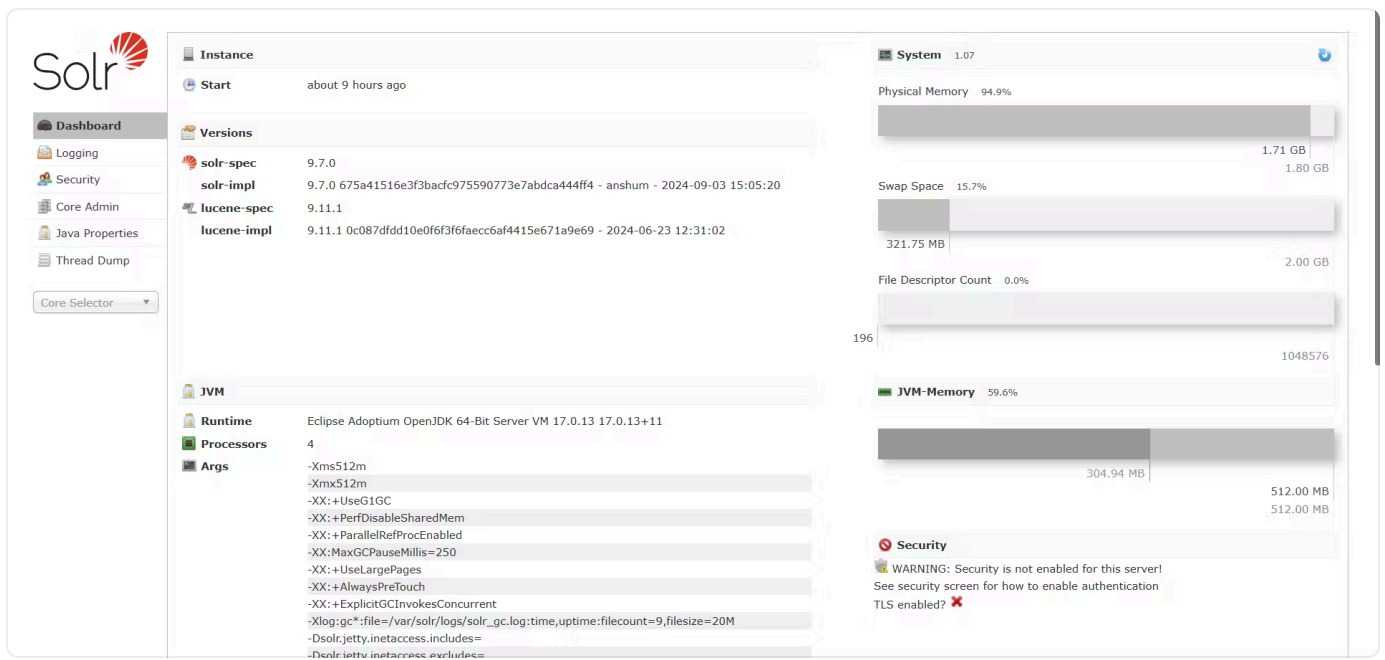 Solr
Dashboard
Logging
Security
Core Admin
Java Properties
Thread Dump
Core Selector
Instance
Start about 9 hours ago
Versions
solr-spec 9.7.0
solr-impl 9.7.0 675a41516e3f3bacfc975590773e7abdca444ff4 - anshum - 2024-09-03 15:05:20
lucene-spec 9.11.1
lucene-impl 9.11.1 0c087dfdd10e0f6f3f6faecc6af4415e671a9e69 - 2024-06-23 12:31:02
JVM
Runtime Eclipse Adoptium OpenJDK 64-Bit Server VM 17.0.13 17.0.13+11
Processors 4
Args -Xms512m
-Xmx512m
-XX:+UseG1GC
-XX:+PerfDisableSharedMem
-XX:+ParallelRefProcEnabled
-XX:MaxGCPauseMillis=250
-XX:+UseLargePages
-XX:+AlwaysPreTouch
-XX:+ExplicitGCInvokesConcurrent
-Xlog:gc*:file=/var/solr/logs/solr_gc.log:time,uptime:filecount=9,filesize=20M
-Dsolr.jetty.inetaccess.includes=
-Dsolr.jetty.inetaccess.excludes=
System 1.07
Physical Memory 94.9%
1.71 GB
1.80 GB
Swap Space 15.7%
321.75 MB
2.00 GB
File Descriptor Count 0.0%
196
1048576
JVM-Memory 59.6%
304.94 MB
512.00 MB
512.00 MB
Security
WARNING: Security is not enabled for this server!
See security screen for how to enable authentication
TLS enabled?